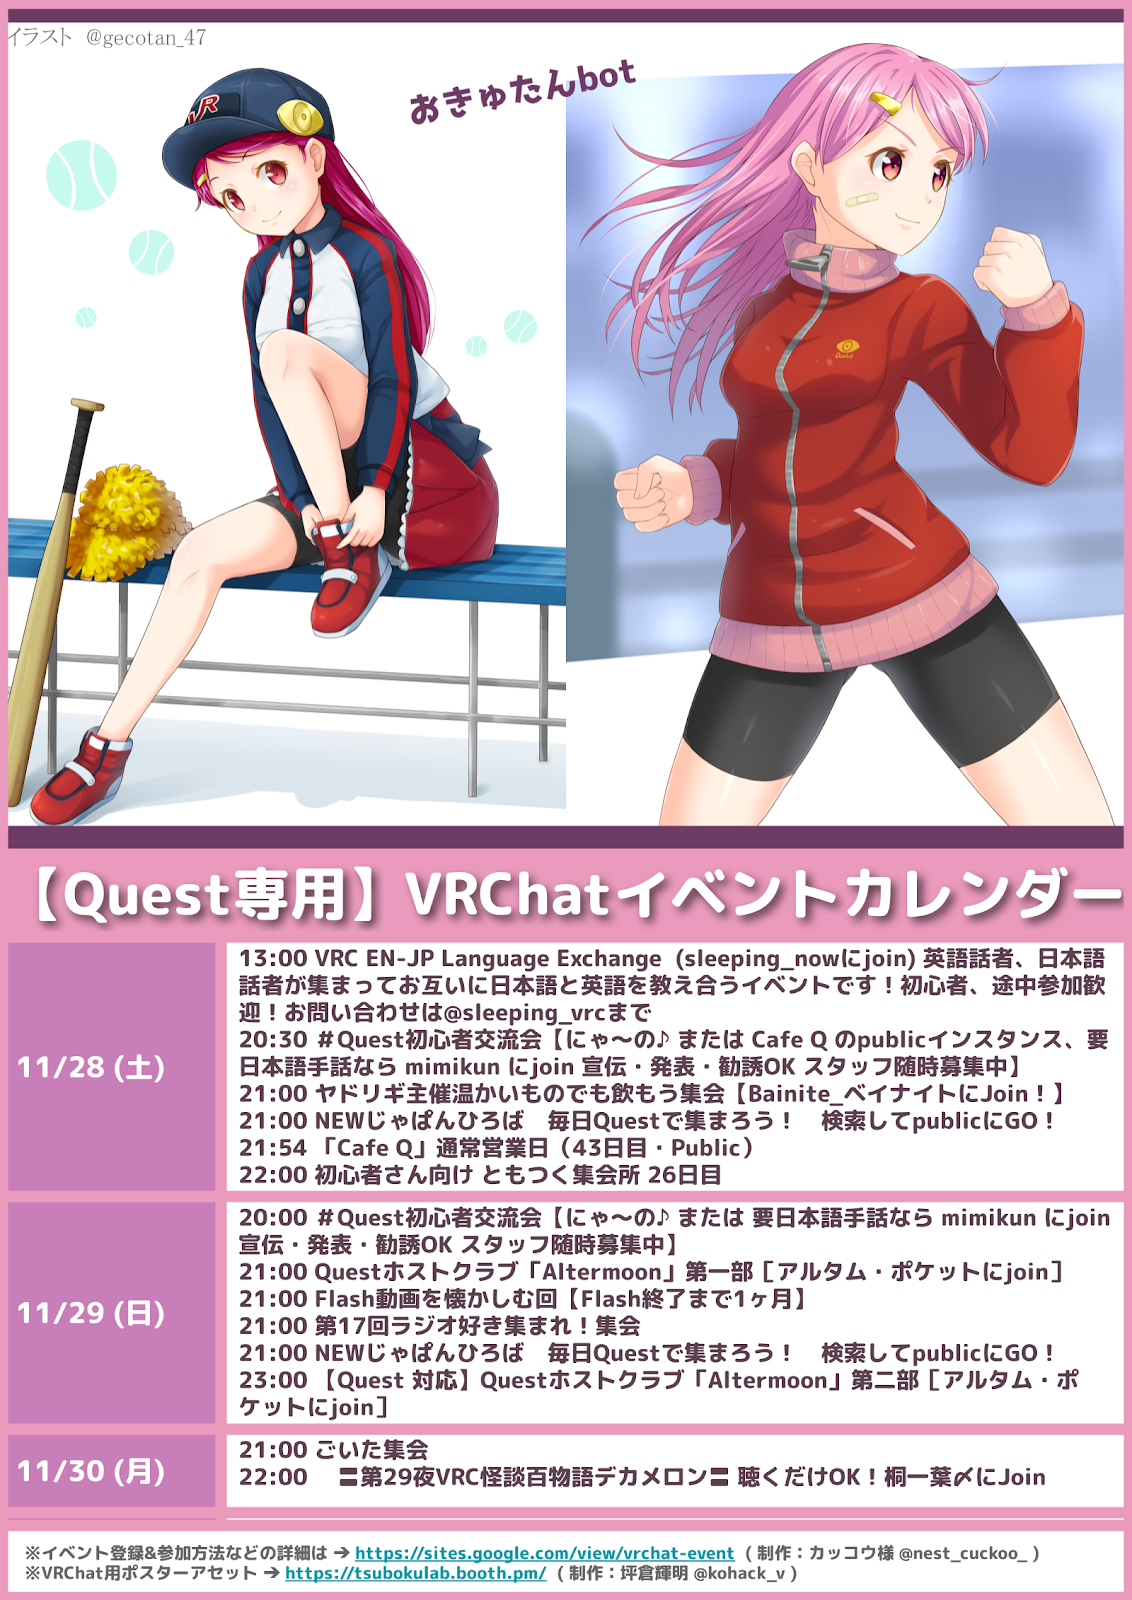 イラスト @gecotan_47
おきゅたんbot
VR
Quest
【Quest専用】VRChatイベントカレンダー
11/28 (土)
13:00 VRC EN-JP Language Exchange (sleeping_nowにjoin) 英語話者、日本語
話者が集まってお互いに日本語と英語を教え合うイベントです！初心者、途中参加歓
迎！お問い合わせは@sleeping_vrcまで
20:30 ＃Quest初心者交流会【にゃ～の♪ または Cafe Q のpublicインスタンス、要
日本語手話なら mimikun にjoin 宣伝・発表・勧誘OK スタッフ随時募集中】
21:00 ヤドリギ主催温かいものでも飲もう集会【Bainite_ベイナイトにJoin！】
21:00 NEWじゃぱんひろば　毎日Questで集まろう！　検索してpublicにGO！
21:54 「Cafe Q」通常営業日（43日目・Public）
22:00 初心者さん向け ともつく集会所 26日目
11/29 (日)
20:00 ＃Quest初心者交流会【にゃ～の♪ または 要日本語手話なら mimikun にjoin
宣伝・発表・勧誘OK スタッフ随時募集中】
21:00 Questホストクラブ「Altermoon」第一部［アルタム・ポケットにjoin］
21:00 Flash動画を懐かしむ回【Flash終了まで1ヶ月】
21:00 第17回ラジオ好き集まれ！集会
21:00 NEWじゃぱんひろば　毎日Questで集まろう！　検索してpublicにGO！
23:00 【Quest 対応】Questホストクラブ「Altermoon」第二部［アルタム・ポ
ケットにjoin］
11/30 (月)
21:00 ごいた集会
22:00　〓第29夜VRC怪談百物語デカメロン〓 聴くだけOK！桐一葉〆にJoin
※イベント登録&参加方法などの詳細は ➔ https://sites.google.com/view/vrchat-event ( 制作：カッコウ様 @nest_cuckoo_ )
※VRChat用ポスターアセット ➔ https://tsubokulab.booth.pm/ ( 制作：坪倉輝明 @kohack_v )